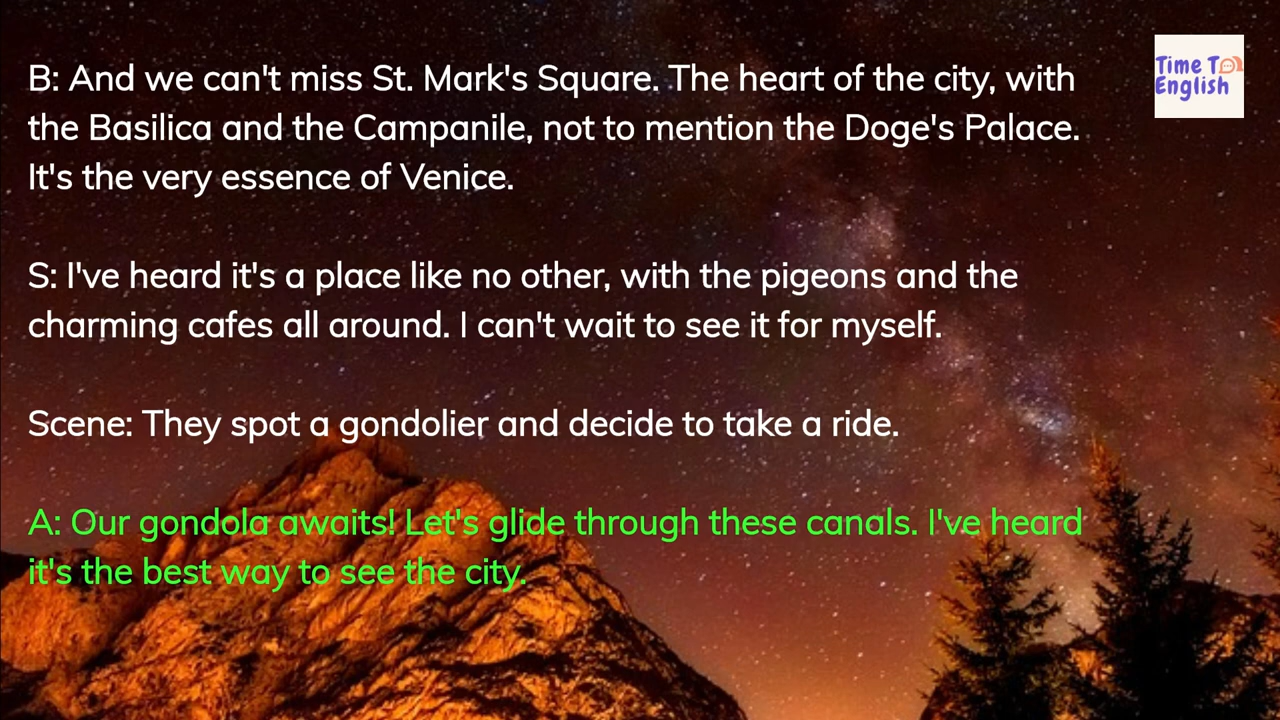 B: And we can't miss St. Mark's Square. The heart of the city, with
the Basilica and the Campanile, not to mention the Doge's Palace.
It's the very essence of Venice.
S: I've heard it's a place like no other, with the pigeons and the
charming cafes all around. I can't wait to see it for myself.
Scene: They spot a gondolier and decide to take a ride.
A: Our gondola awaits! Let's glide through these canals. I've heard
it's the best way to see the city.
Time To
English